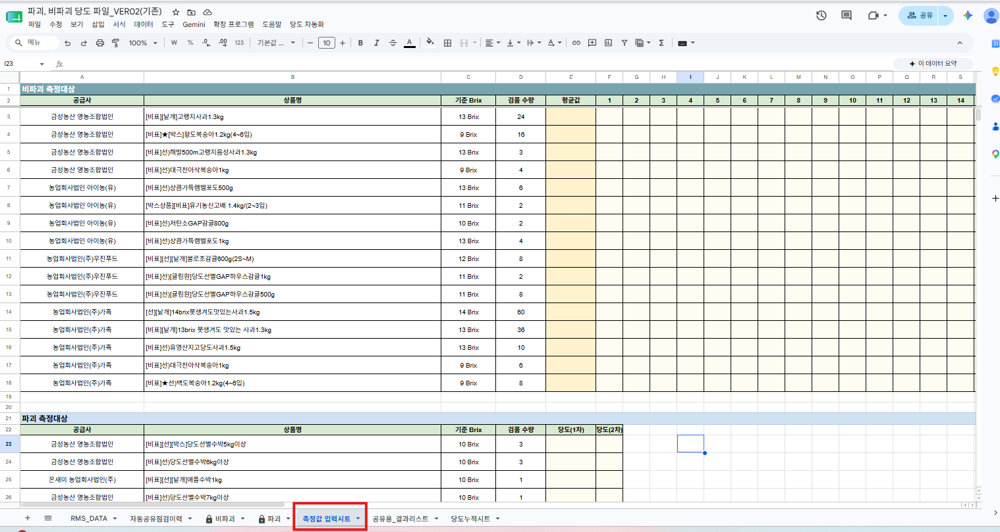 파괴, 비파괴 당도 파일_VER02(기존)
파일 수정 보기 삽입 서식 데이터 도구 Gemini 확장 프로그램 도움말 당도 자동화
공유
메뉴 100% ₩ % .0 .00 123 기본값 ... 10 B I A
I23 fx 이 데이터 요약
A B C D E F G H I J K L M N O P Q R S
1 비파괴 측정대상
2 공급사 상품명 기준 Brix 검품 수량 평균값 1 2 3 4 5 6 7 8 9 10 11 12 13 14
3 금성농산 영농조합법인 [비표][낱개]고랭지사과1.3kg 13 Brix 24
4 금성농산 영농조합법인 [비표]★[박스]황도복숭아1.2kg(4~6입) 9 Brix 16
5 금성농산 영농조합법인 [비표]선)해발500m고랭지음성사과1.3kg 13 Brix 3
6 금성농산 영농조합법인 [비표]선)대극천아삭복숭아1kg 9 Brix 4
7 농업회사법인 아이농(유) [비표]선)상큼가득캠벨포도500g 13 Brix 6
8 농업회사법인 아이농(유) [박스상품][비표]유기농신고배 1.4kg/(2~3입) 11 Brix 2
9 농업회사법인 아이농(유) [비표]선)저탄소GAP감귤800g 10 Brix 2
10 농업회사법인 아이농(유) [비표]선)상큼가득캠벨포도1kg 13 Brix 4
11 농업회사법인(주)우진푸드 [비표][선][낱개]불로초감귤600g(2S~M) 12 Brix 8
12 농업회사법인(주)우진푸드 [비표]선)[귤림원]당도선별GAP하우스감귤1kg 11 Brix 2
13 농업회사법인(주)우진푸드 [비표]선)[귤림원]당도선별GAP하우스감귤500g 11 Brix 8
14 농업회사법인(주)가족 [선][낱개]14brix못생겨도맛있는사과1.5kg 14 Brix 60
15 농업회사법인(주)가족 [비표][낱개]13brix 못생겨도 맛있는 사과1.3kg 13 Brix 36
16 농업회사법인(주)가족 [비표]선)유명산지고당도사과1.5kg 13 Brix 10
17 농업회사법인(주)가족 [비표]선)대극천아삭복숭아1kg 9 Brix 6
18 농업회사법인(주)가족 [비표]★선)백도복숭아1.2kg(4~6입) 9 Brix 8
19
20
21 파괴 측정대상
22 공급사 상품명 기준 Brix 검품 수량 당도(1차) 당도(2차)
23 금성농산 영농조합법인 [비표][선][박스]당도선별수박5kg이상 10 Brix 3
24 금성농산 영농조합법인 [비표]선)당도선별수박6kg이상 10 Brix 3
25 온새미 농업회사법인(주) [비표][선][낱개]애플수박1kg 10 Brix 1
26 금성농산 영농조합법인 [비표]선)당도선별수박7kg이상 10 Brix 1
RMS_DATA 자동공유점검이력 비파괴 파괴 측정값 입력시트 공유용_결과리스트 당도누적시트
31